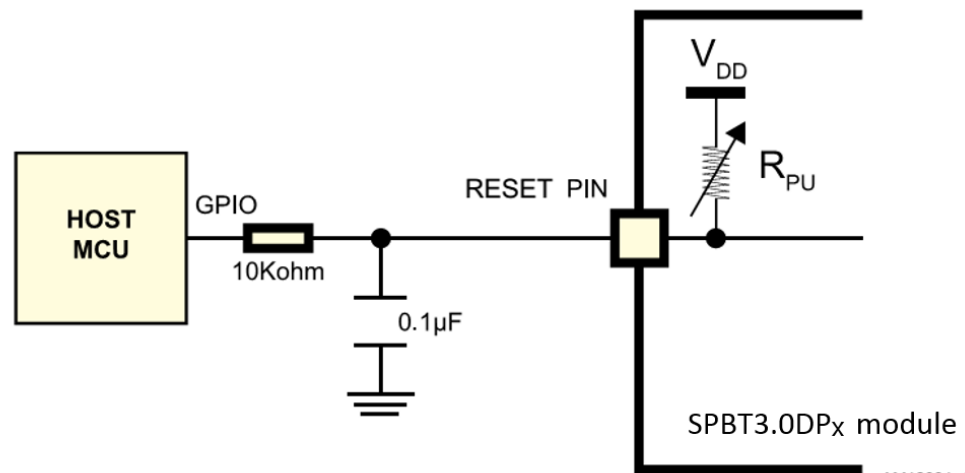 V DD
R PU
HOST
MCU
GPIO
RESET PIN
10Kohm
0.1µF
SPBT3.0DPX module